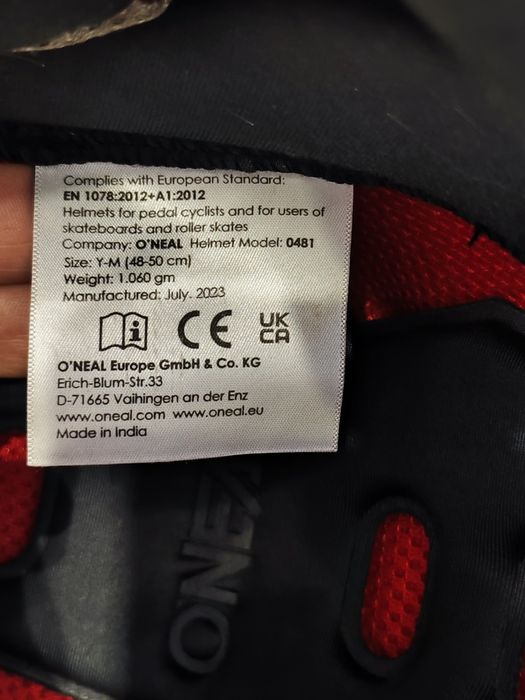 Complies with European Standard:
EN 1078:2012+A1:2012
Helmets for pedal cyclists and for users of
skateboards and roller skates
Company: O'NEAL Helmet Model: 0481
Size: Y-M (48-50 cm)
Weight: 1.060 gm
Manufactured: July. 2023
i
CE
UK
CA
O'NEAL Europe GmbH & Co. KG
Erich-Blum-Str.33
D-71665 Vaihingen an der Enz
www.oneal.com www.oneal.eu
Made in India
O'NEAL